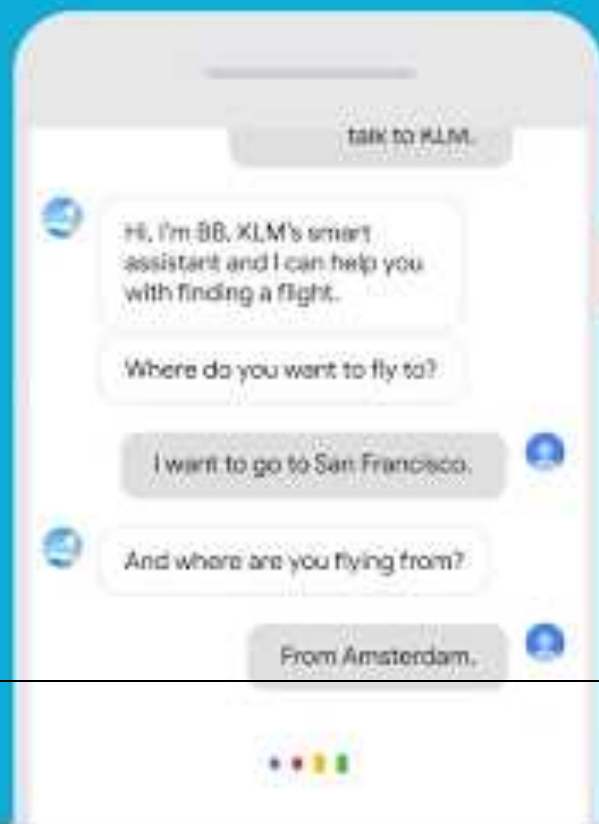 talk to KLM.
Hi, I'm BB, KLM's smart
assistant and I can help you
with finding a flight.
Where do you want to fly to?
I want to go to San Francisco.
And where are you flying from?
From Amsterdam.